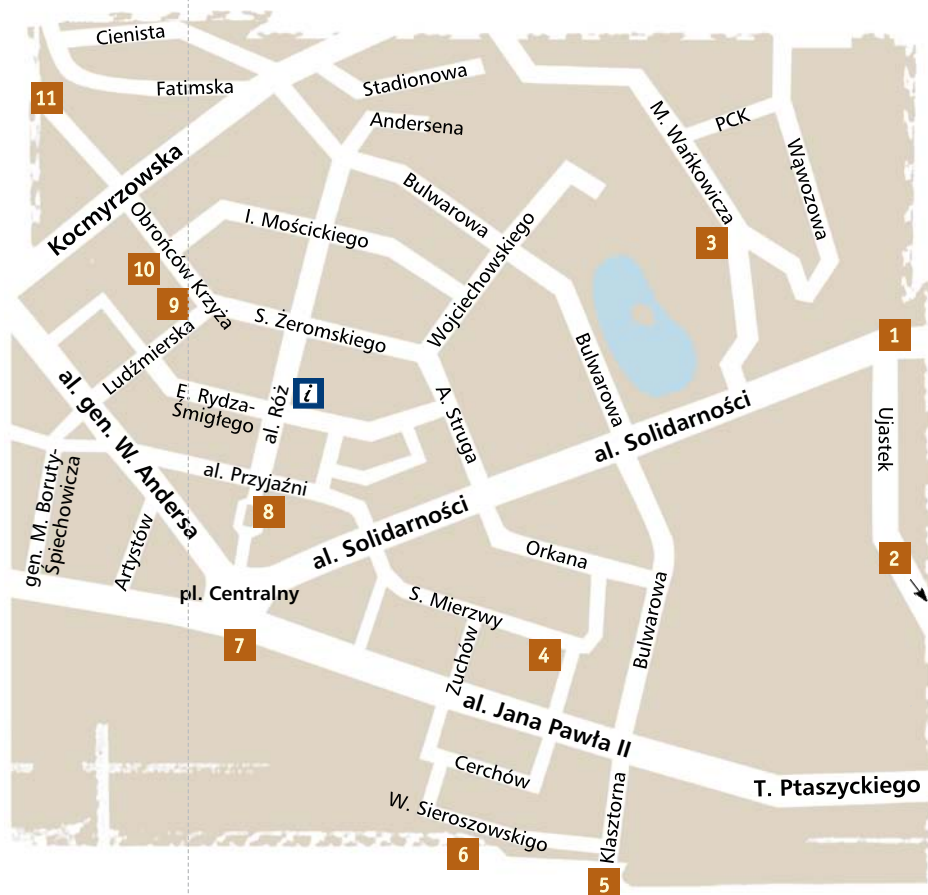 Cienista
Fatimska
Stadionowa
11
Andersena
PCK
M. Wańkowicza
Wąwozowa
Kocmyrzowska
Bulwarowa
Obrońców Krzyża
I. Mościckiego
Wojciechowskiego
3
10
9
S. Żeromskiego
1
Ludźmierska
Bulwarowa
al. gen. W. Andersa
E. Rydza-
Śmigłego
al. Róż
i
A. Struga
al. Solidarności
Ujastek
al. Przyjaźni
gen. M. Boruty-
Śpiechowicza
8
al. Solidarności
Artystów
Orkana
2
pl. Centralny
S. Mierzwy
Bulwarowa
7
Zuchów
4
al. Jana Pawła II
Cerchów
T. Ptaszyckiego
W. Sieroszowskigo
Klasztorna
6
5